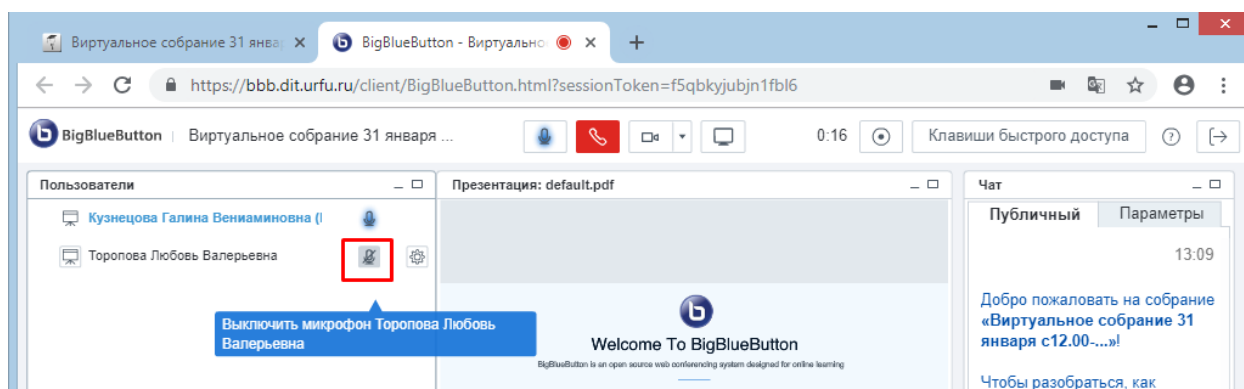 Виртуальное собрание 31 январ
BigBlueButton - Виртуально
https://bbb.dit.urfu.ru/client/BigBlueButton.html?sessionToken=f5qbkyjubjn1fbl6
BigBlueButton
Виртуальное собрание 31 января ...
0:16
Клавиши быстрого доступа
Пользователи
Кузнецова Галина Вениаминовна (
Торопова Любовь Валерьевна
Выключить микрофон Торопова Любовь
Валерьевна
Презентация: default.pdf
Welcome To BigBlueButton
BigBlueButton is an open source web conferencing system designed for online learning
Чат
Публичный
Параметры
13:09
Добро пожаловать на собрание
«Виртуальное собрание 31
января с12.00-...»!
Чтобы разобраться, как